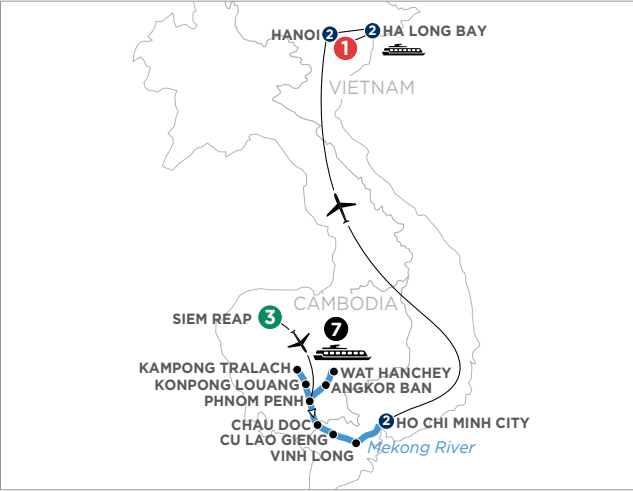 HANOI 2
2 HA LONG BAY
1
VIETNAM
CAMBODIA
SIEM REAP 3
7
KAMPONG TRALACH
WAT HANCHEY
KONPONG LOUANG
ANGKOR BAN
PHNOM PENH
CHAU DOC
2 HO CHI MINH CITY
CU LAO GIENG
VINH LONG
Mekong River